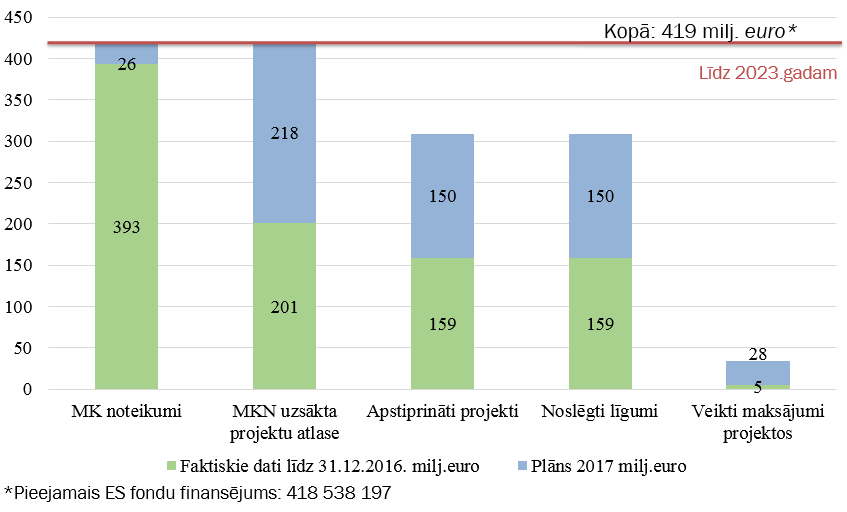 450
Kopā: 419 milj. euro*
400
26
Līdz 2023.gadam
350
300
218
250
150
150
200
393
150
100
201
159
159
50
28
5
0
MK noteikumi
MKN uzsākta projektu atlase
Apstiprināti projekti
Noslēgti līgumi
Veikti maksājumi projektos
Faktiskie dati līdz 31.12.2016. milj.euro
Plāns 2017 milj.euro
*Pieejamais ES fondu finansējums: 418 538 197